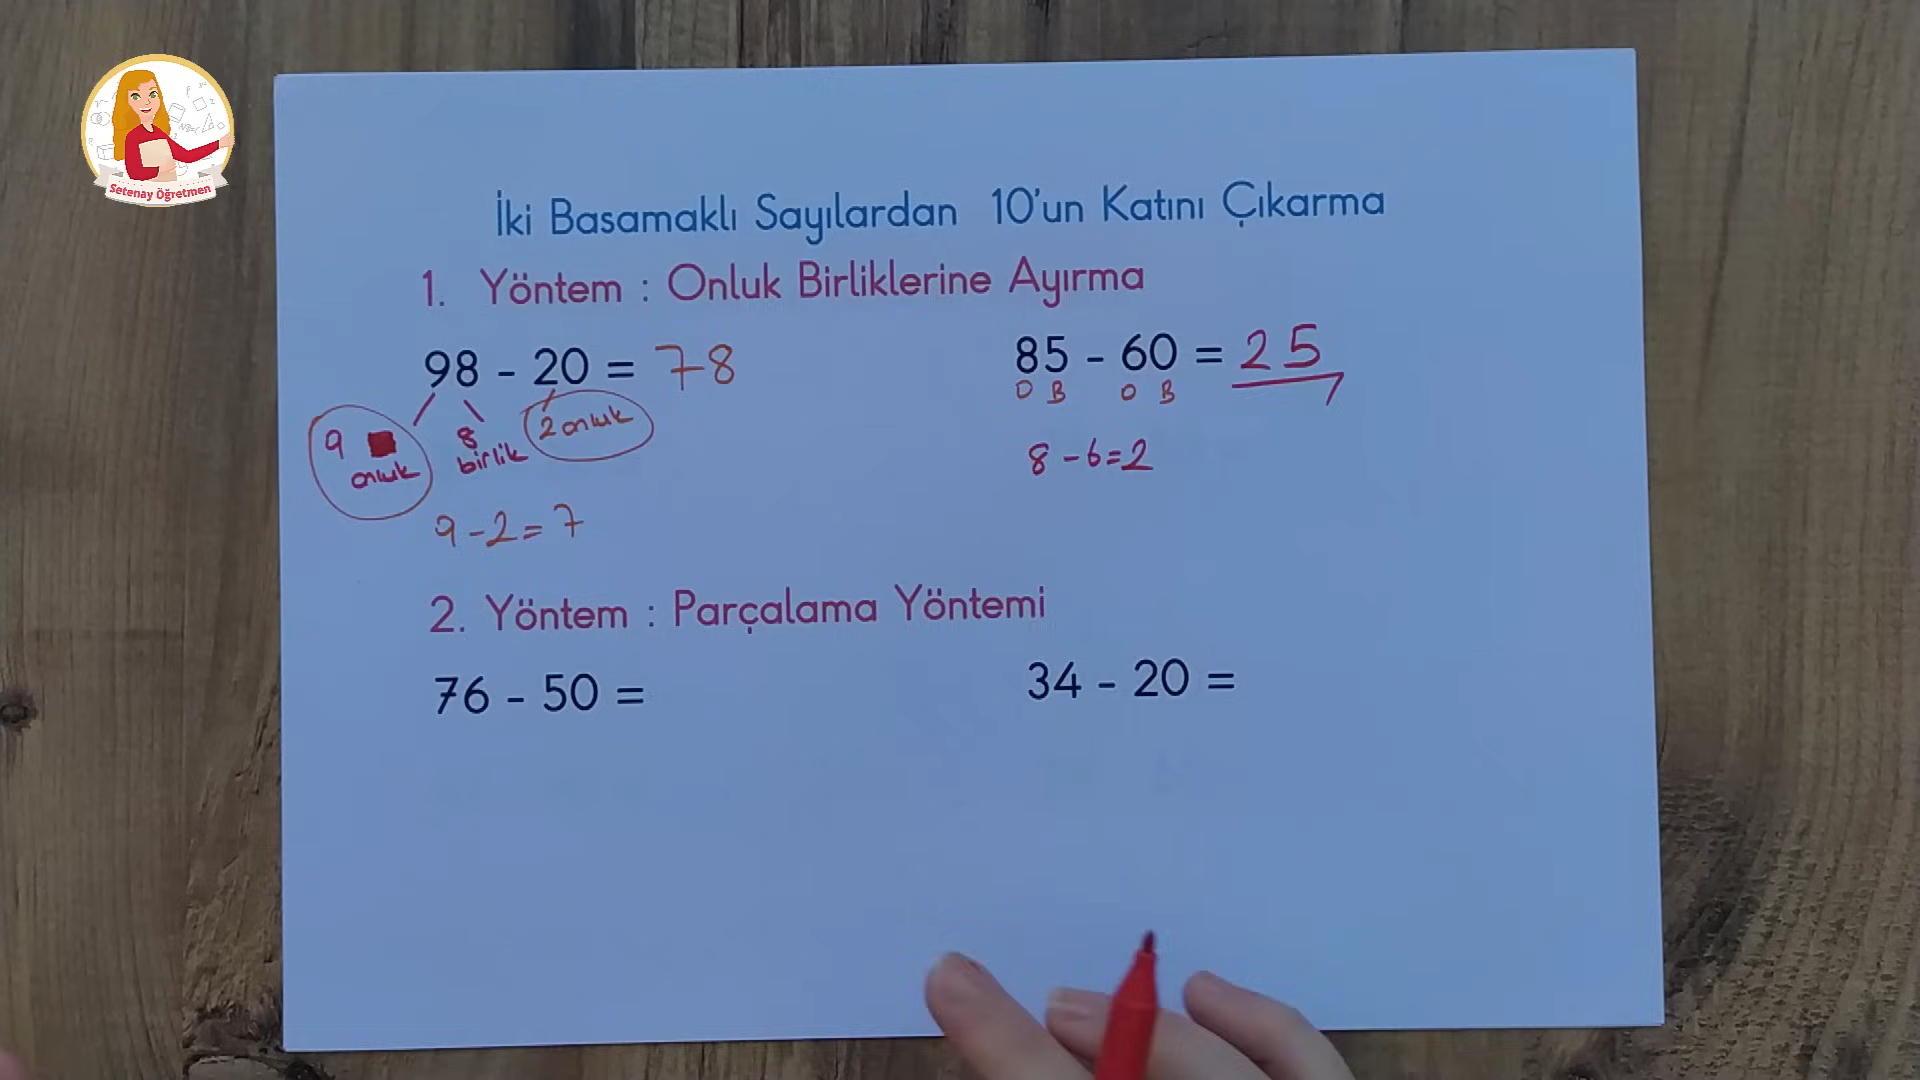 Setenay Öğretmen
İki Basamaklı Sayılardan 10'un Katını Çıkarma
1. Yöntem : Onluk Birliklerine Ayırma
98 - 20 = 78
9 onluk
8 birlik
2 onluk
9 - 2 = 7
85 - 60 = 25
O B O B
8 - 6 = 2
2. Yöntem : Parçalama Yöntemi
76 - 50 =
34 - 20 =